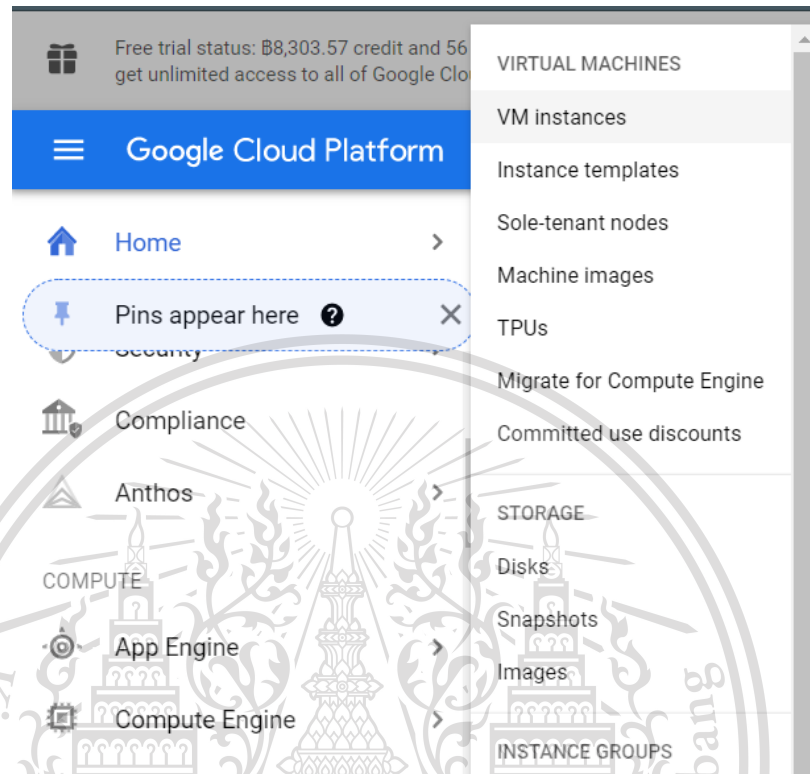 Free trial status: ฿8,303.57 credit and 56
get unlimited access to all of Google Clo
Google Cloud Platform
Home
Pins appear here
Security
Compliance
Anthos
COMPUTE
App Engine
Compute Engine
VIRTUAL MACHINES
VM instances
Instance templates
Sole-tenant nodes
Machine images
TPUs
Migrate for Compute Engine
Committed use discounts
STORAGE
Disks
Snapshots
Images
INSTANCE GROUPS